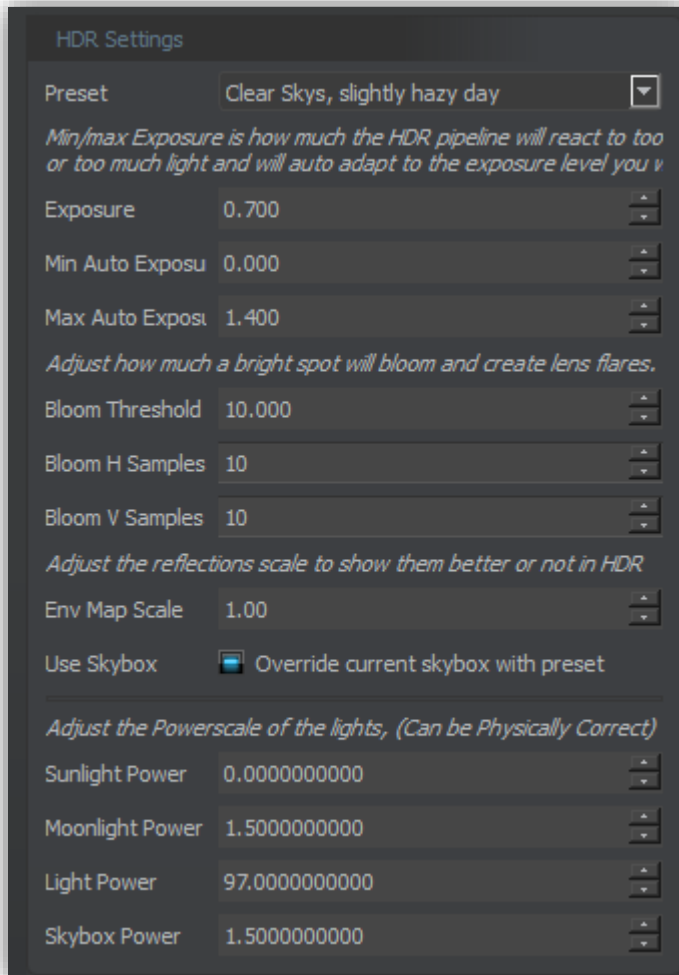 HDR Settings
Preset Clear Skys, slightly hazy day
Min/max Exposure is how much the HDR pipeline will react to too
or too much light and will auto adapt to the exposure level you
Exposure 0.700
Min Auto Exposu 0.000
Max Auto Expos 1.400
Adjust how much a bright spot will bloom and create lens flares.
Bloom Threshold 10.000
Bloom H Samples 10
Bloom V Samples 10
Adjust the reflections scale to show them better or not in HDR
Env Map Scale 1.00
Use Skybox Override current skybox with preset
Adjust the Powerscale of the lights, (Can be Physically Correct)
Sunlight Power 0.0000000000
Moonlight Power 1.5000000000
Light Power 97.0000000000
Skybox Power 1.5000000000